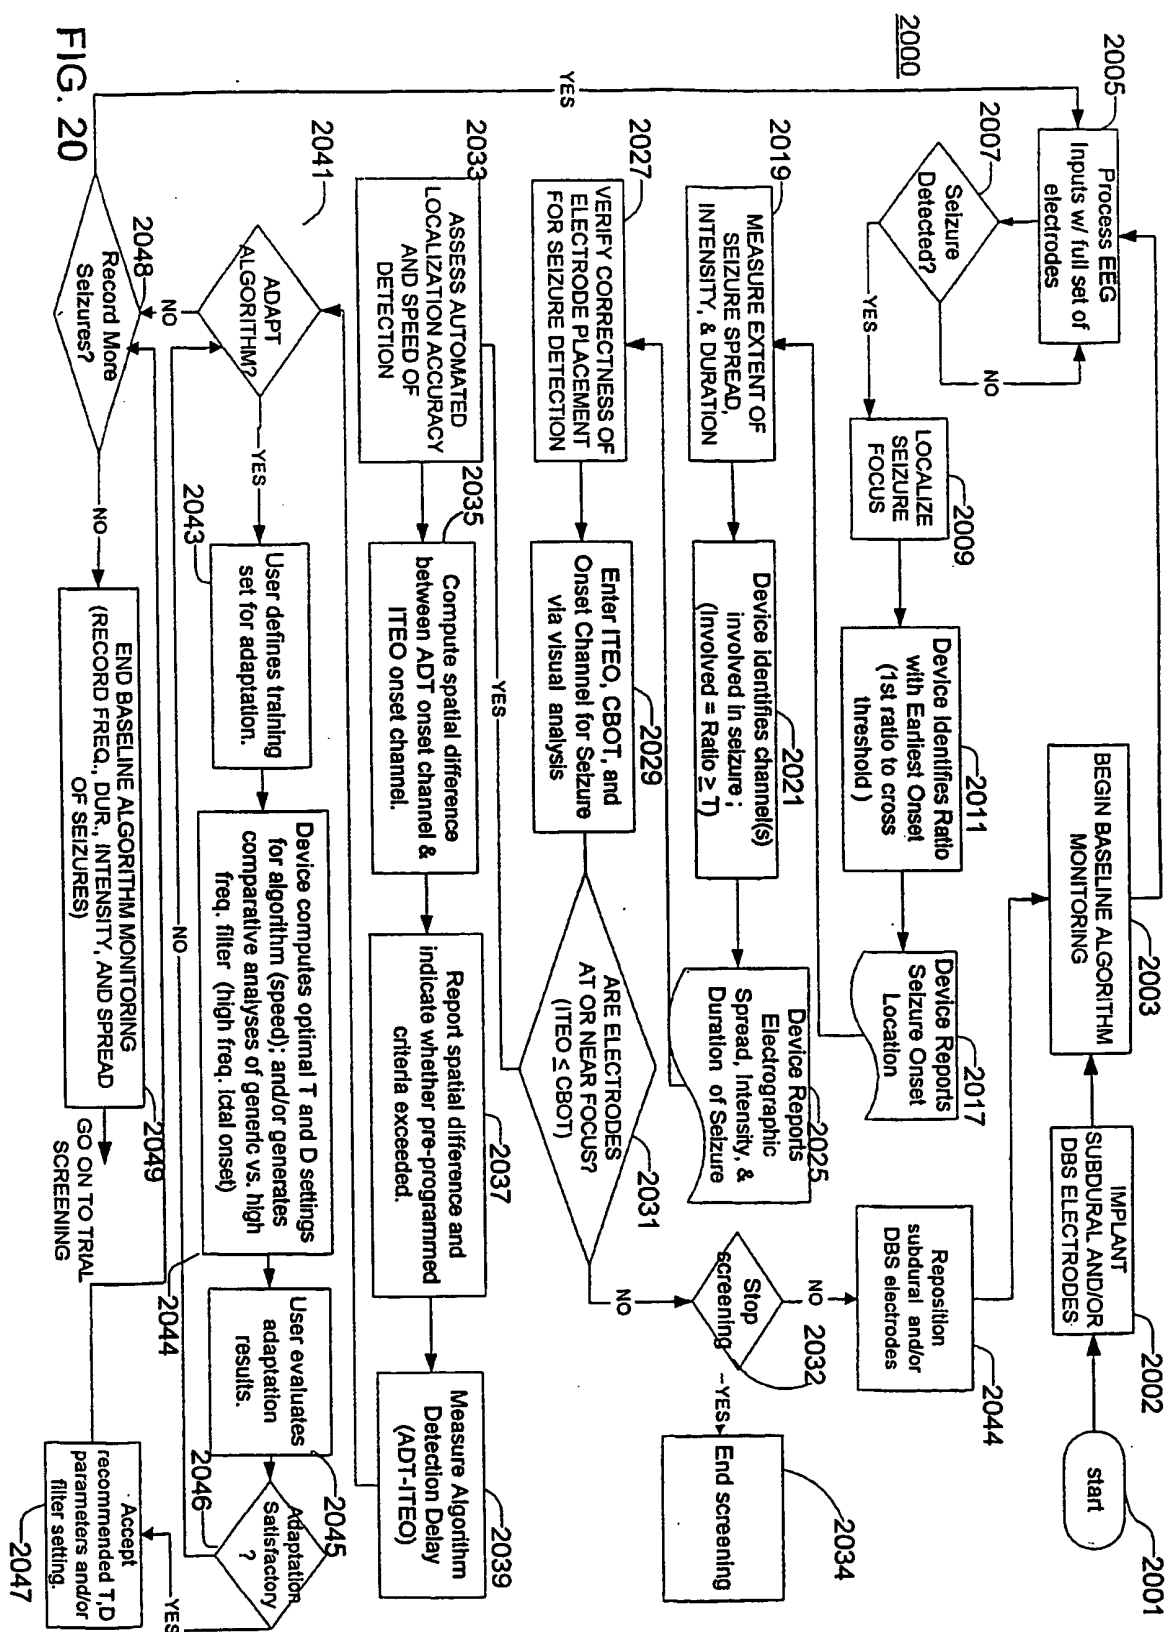 2000
start
2001
IMPLANT
SUBDURAL AND/OR
DBS ELECTRODES
2002
BEGIN BASELINE ALGORITHM
MONITORING
2003
2005
Process EEG
Inputs w/ full set of
electrodes
2007
Seizure
Detected?
NO
YES
LOCALIZE
SEIZURE
FOCUS
2009
Device Identifies Ratio
with Earliest Onset
(1st ratio to cross
threshold )
2011
Device Reports
Seizure Onset
Location
2017
2019
MEASURE EXTENT OF
SEIZURE SPREAD,
INTENSITY, & DURATION
Device identifies channel(s)
involved in seizure ;
(Involved = Ratio ≥ T)
2021
Device Reports
Electrographic
Spread, Intensity, &
Duration of Seizure
2025
2027
VERIFY CORRECTNESS OF
ELECTRODE PLACEMENT
FOR SEIZURE DETECTION
Enter ITEO, CBOT, and
Onset Channel for Seizure
via visual analysis
2029
ARE ELECTRODES
AT OR NEAR FOCUS?
(ITEO ≤ CBOT)
2031
NO
Stop
screening
2032
NO
Reposition
subdural and/or
DBS electrodes
2044
YES
End screening
2034
YES
2033
ASSESS AUTOMATED
LOCALIZATION ACCURACY
AND SPEED OF
DETECTION
2035
Compute spatial difference
between ADT onset channel &
ITEO onset channel.
Report spatial difference and
indicate whether pre-programmed
criteria exceeded.
2037
Measure Algorithm
Detection Delay
(ADT-ITEO)
2039
2041
ADAPT
ALGORITHM?
NO
YES
User defines training
set for adaptation.
2043
Device computes optimal T and D settings
for algorithm (speed); and/or generates
comparative analyses of generic vs. high
freq. filter (high freq. ictal onset)
2044
User evaluates
adaptation
results.
2045
Adaptation
Satisfactory
?
2046
NO
YES
Accept
recommended T,D
parameters and/or
filter setting.
2047
2048
Record More
Seizures?
YES
NO
END BASELINE ALGORITHM MONITORING
(RECORD FREQ., DUR., INTENSITY, AND SPREAD
OF SEIZURES)
2049
GO ON TO TRIAL
SCREENING
FIG. 20